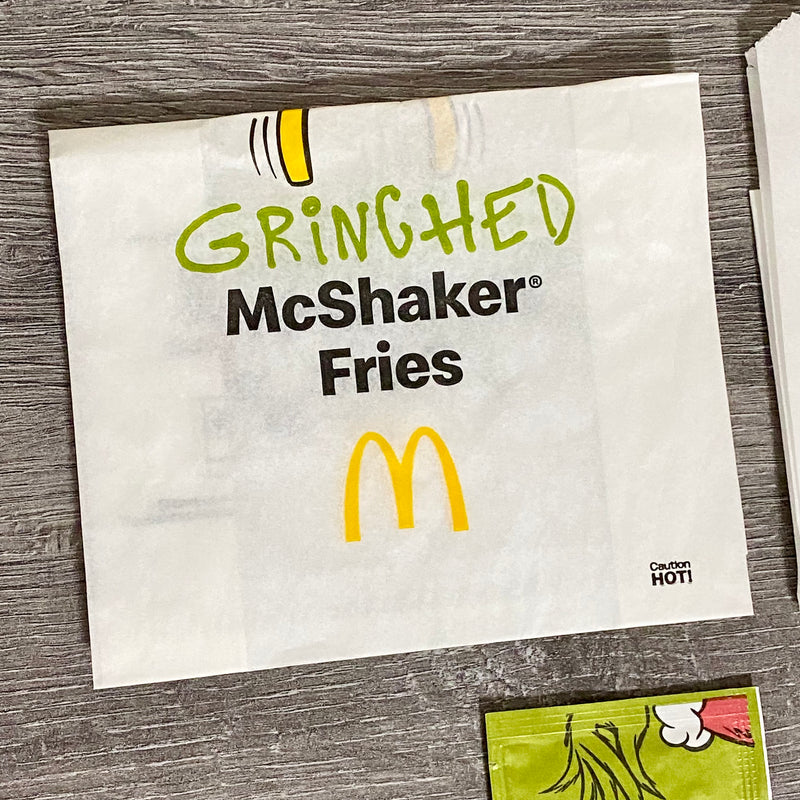 GRiNCHED
McShaker®
Fries
Caution
HOT!